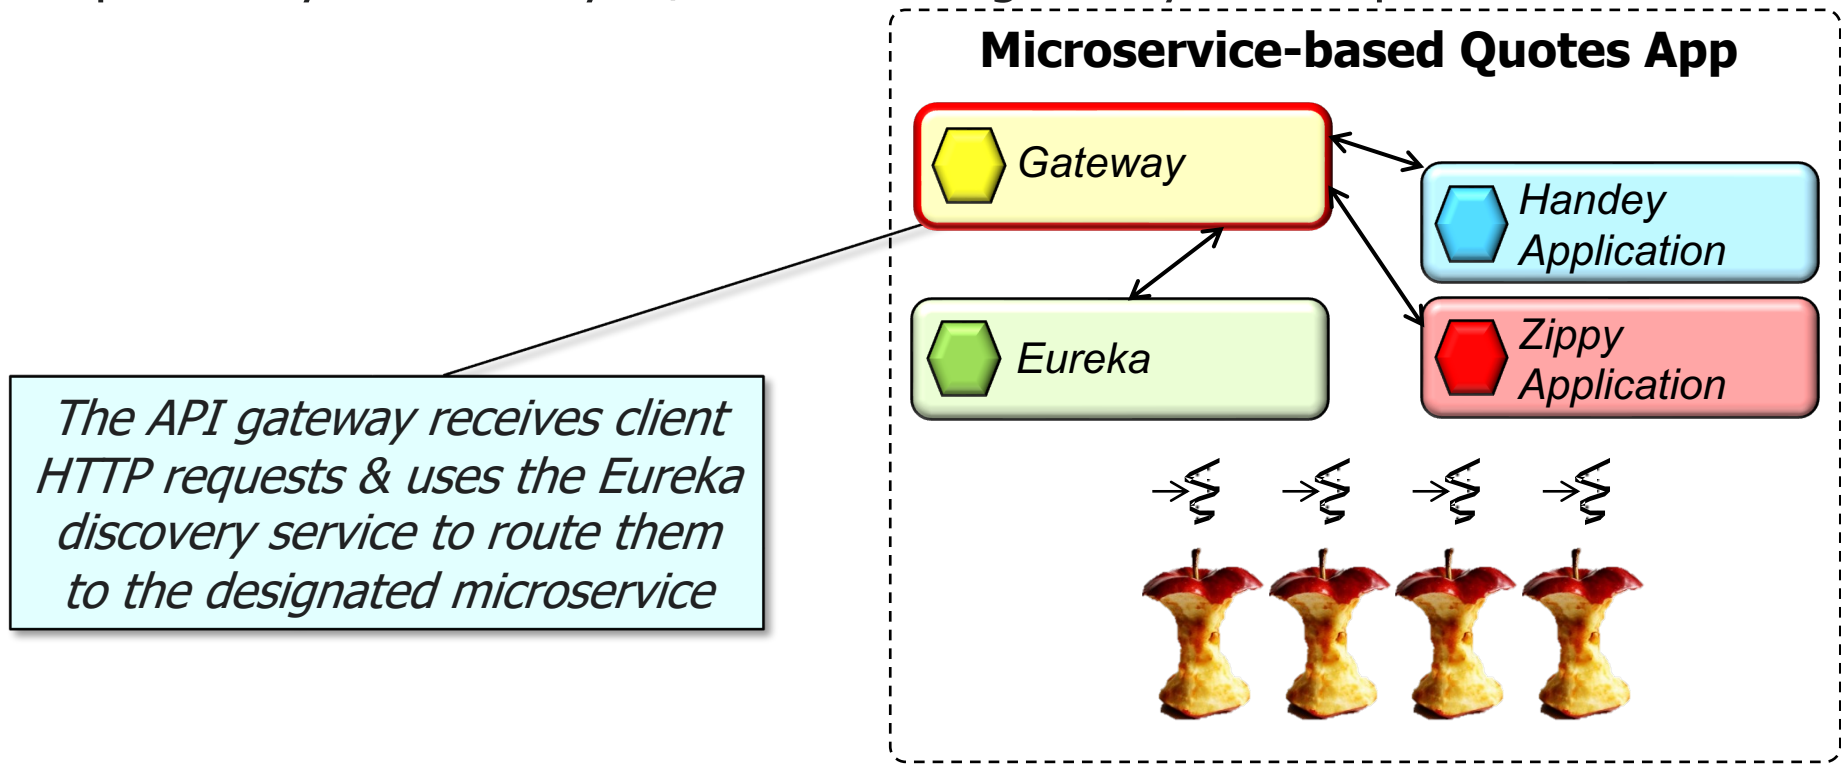 Microservice-based Quotes App
Gateway
Handey
Application
Eureka
Zippy
Application
The API gateway receives client
HTTP requests & uses the Eureka
discovery service to route them
to the designated microservice